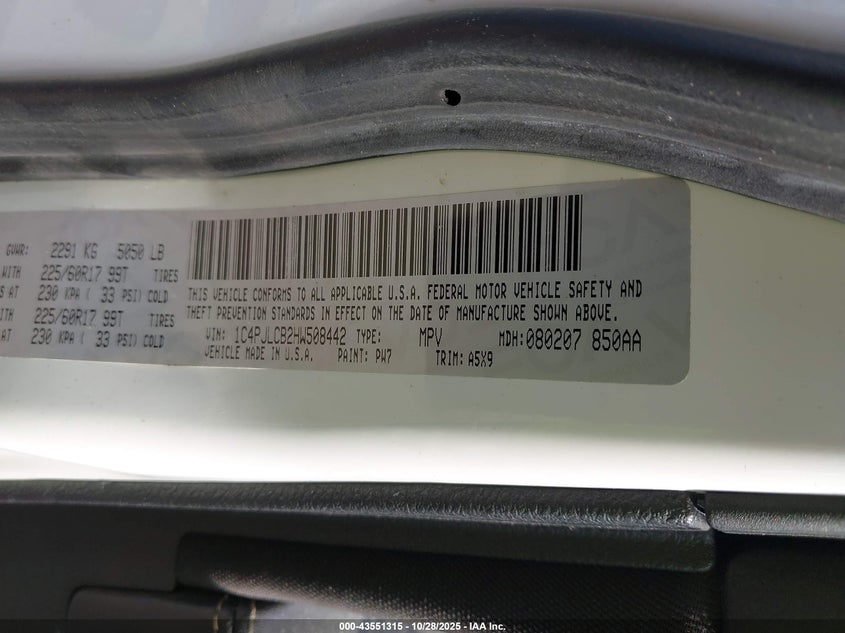 GVWR: 2291 KG 5050 LB
WITH 225/60R17 99T TIRES
AT 230 KPA ( 33 PSI) COLD
WITH 225/60R17 99T TIRES
AT 230 KPA ( 33 PSI) COLD
THIS VEHICLE CONFORMS TO ALL APPLICABLE U.S.A. FEDERAL MOTOR VEHICLE SAFETY AND
THEFT PREVENTION STANDARDS IN EFFECT ON THE DATE OF MANUFACTURE SHOWN ABOVE.
VIN: 1C4PJLCB2HW508442 TYPE: MPV MDH:080207 850AA
VEHICLE MADE IN U.S.A. PAINT: PW7 TRIM: A5X9
000-43551315 - 10/28/2025 - IAA Inc.